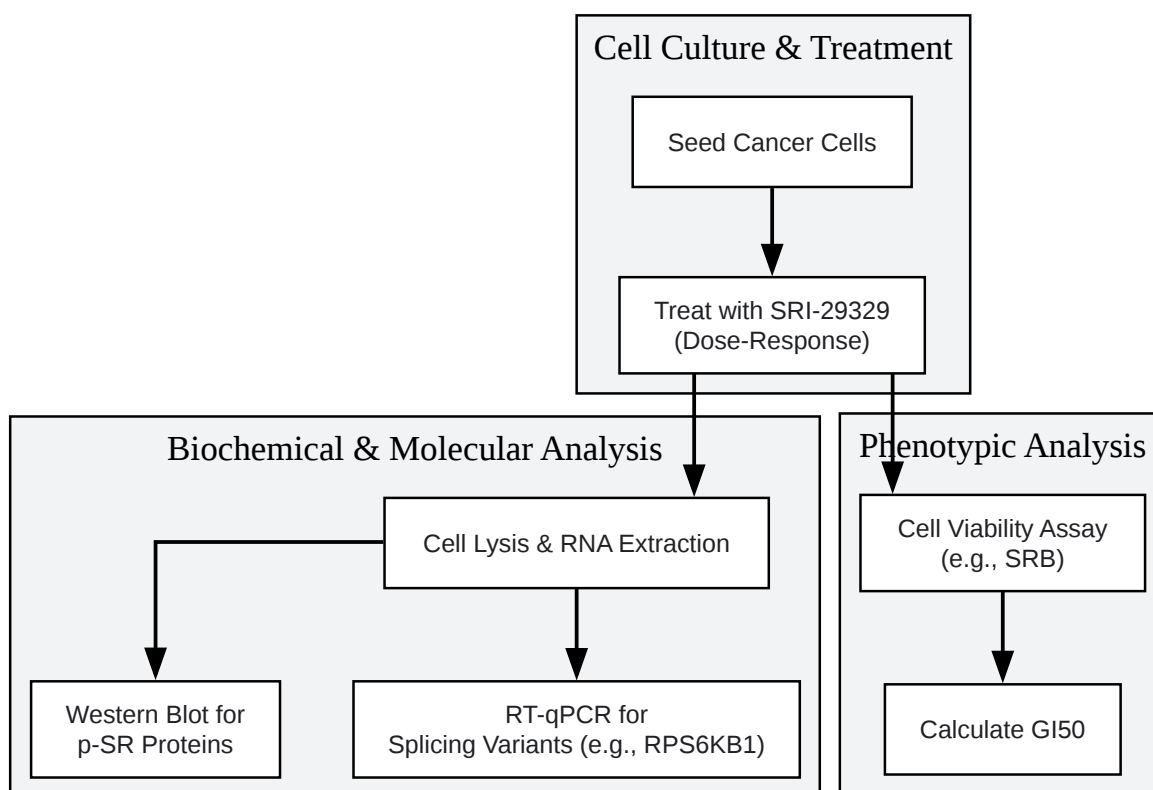 Cell Culture & Treatment
Seed Cancer Cells
Treat with SRI-29329
(Dose-Response)
Biochemical & Molecular Analysis
Cell Lysis & RNA Extraction
Western Blot for
p-SR Proteins
RT-qPCR for
Splicing Variants (e.g., RPS6KB1)
Phenotypic Analysis
Cell Viability Assay
(e.g., SRB)
Calculate GI50